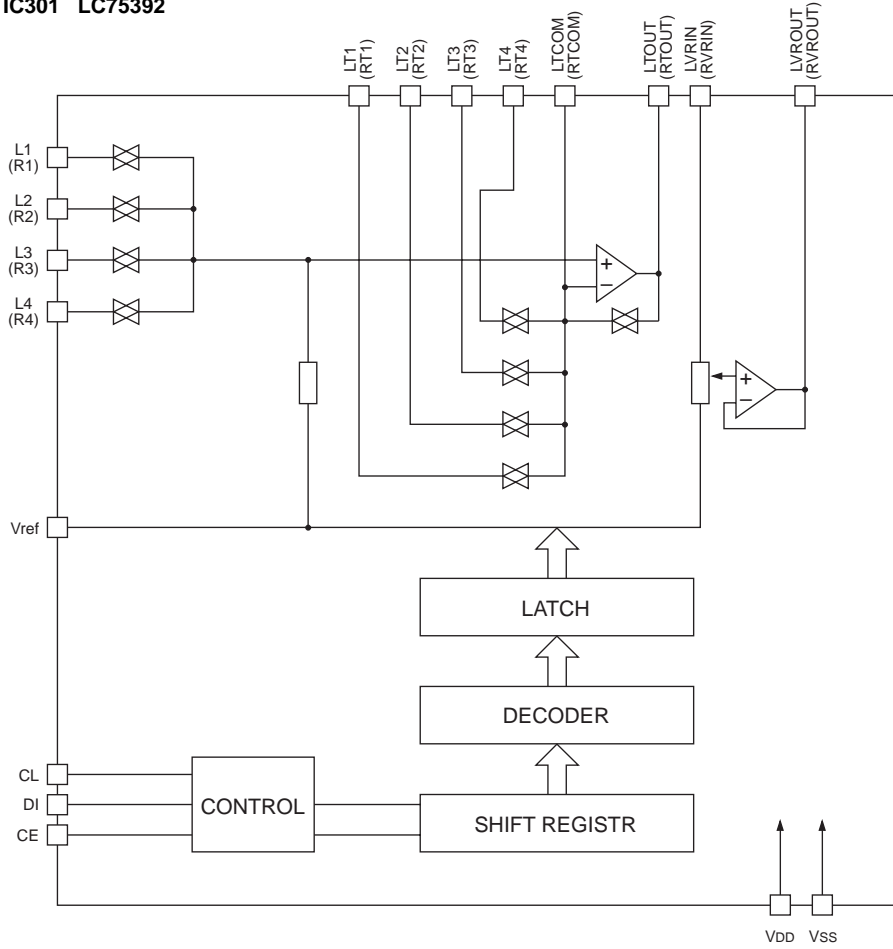 IC301 LC75392
LT1
(RT1)
LT2
(RT2)
LT3
(RT3)
LT4
(RT4)
LTCOM
(RTCOM)
LTOUT
(RTOUT)
LVRIN
(RVRIN)
LVROUT
(RVROUT)
L1
(R1)
L2
(R2)
L3
(R3)
L4
(R4)
+
−
+
−
Vref
LATCH
DECODER
CL
DI
CE
CONTROL
SHIFT REGISTR
VDD
VSS